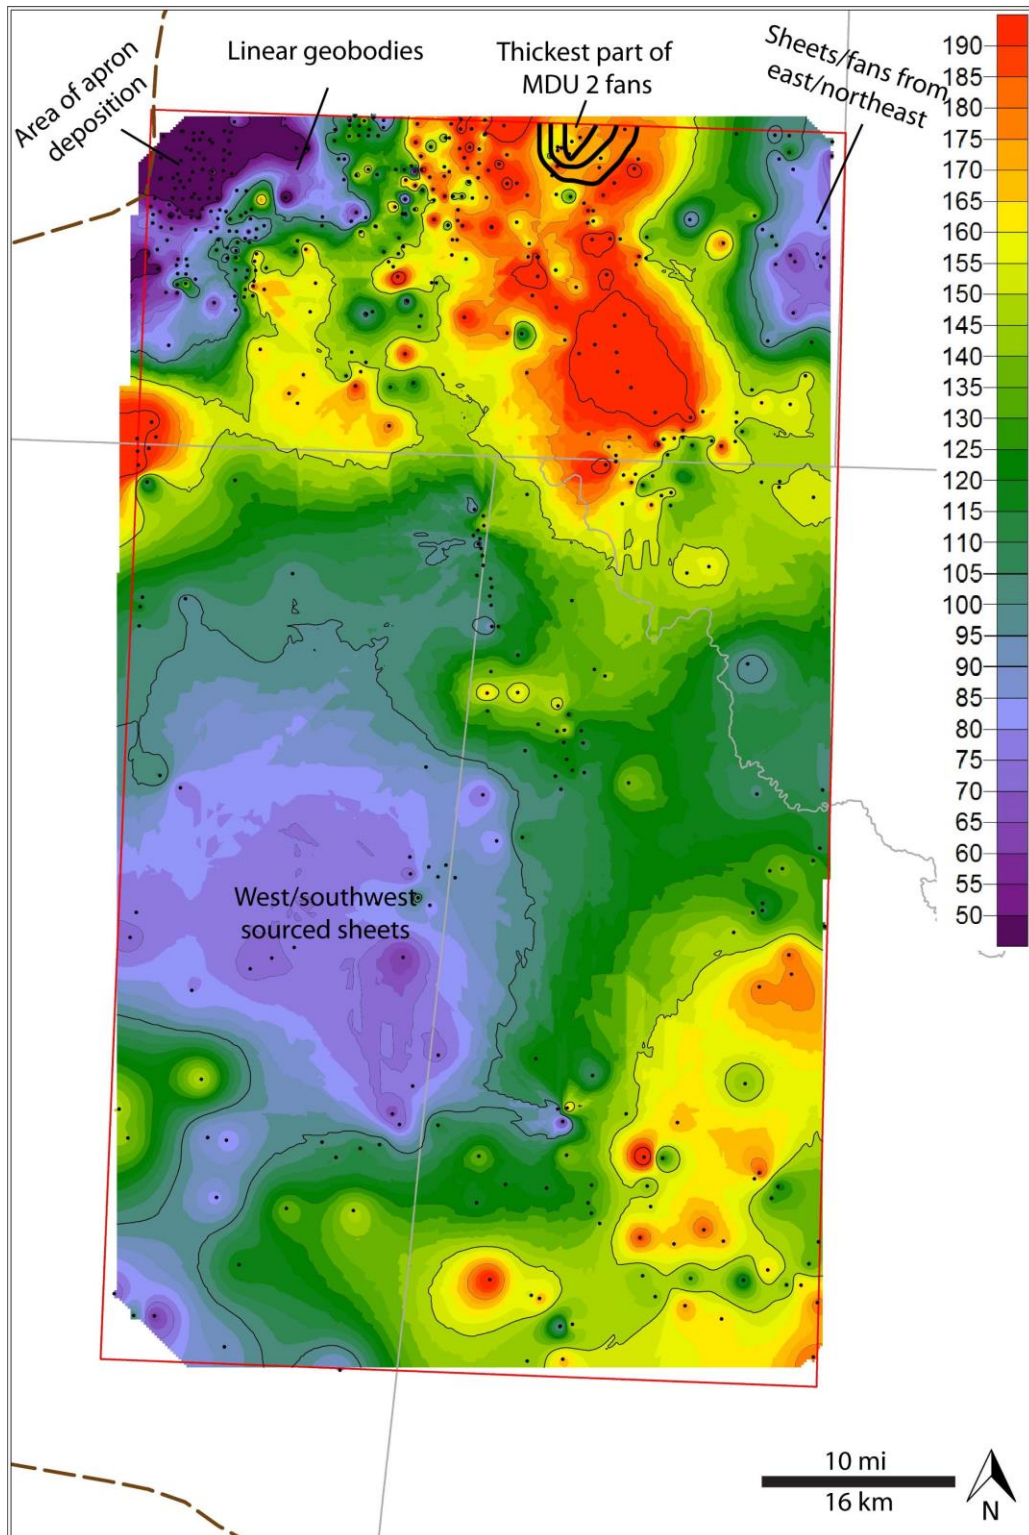 Area of apron
deposition
Linear geobodies
Thickest part of
MDU 2 fans
Sheets/fans from
east/northeast
190
185
180
175
170
165
160
155
150
145
140
135
130
125
120
115
110
105
100
95
90
85
80
75
70
65
60
55
50
West/southwest
sourced sheets
10 mi
16 km
N